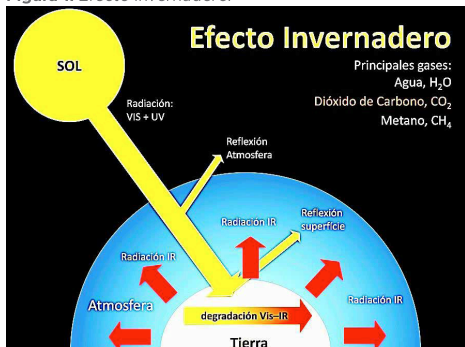 Efecto Invernadero
SOL
Principales gases:
Agua, H₂O
Dióxido de Carbono, CO₂
Metano, CH₄
Radiación:
VIS + UV
Reflexión
Atmosfera
Radiación IR
Reflexión
superfície
Radiación IR
Atmosfera
Radiación IR
degradación Vis–IR
Tierra